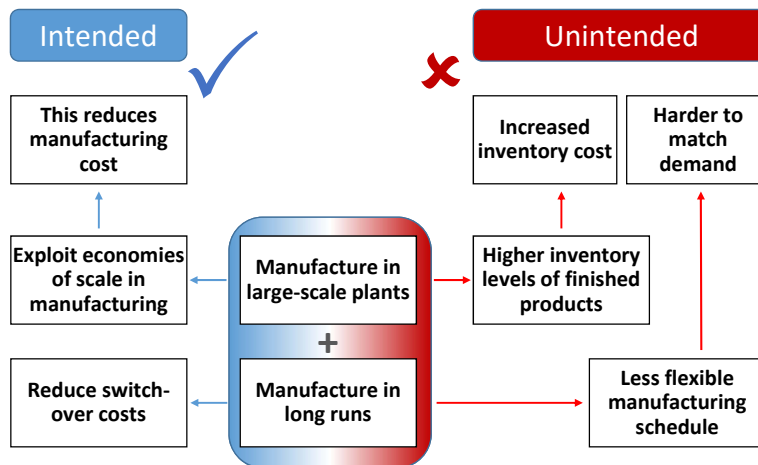 Intended
Unintended
This reduces
manufacturing
cost
Increased
inventory cost
Harder to
match
demand
Exploit economies
of scale in
manufacturing
Manufacture in
large-scale plants
Higher inventory
levels of finished
products
+
Reduce switch-
over costs
Manufacture in
long runs
Less flexible
manufacturing
schedule